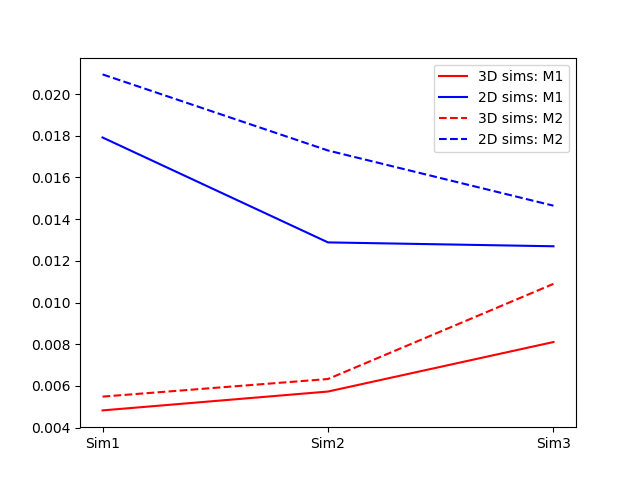 3D sims: M1
2D sims: M1
3D sims: M2
2D sims: M2
0.020
0.018
0.016
0.014
0.012
0.010
0.008
0.006
0.004
Sim1 Sim2 Sim3